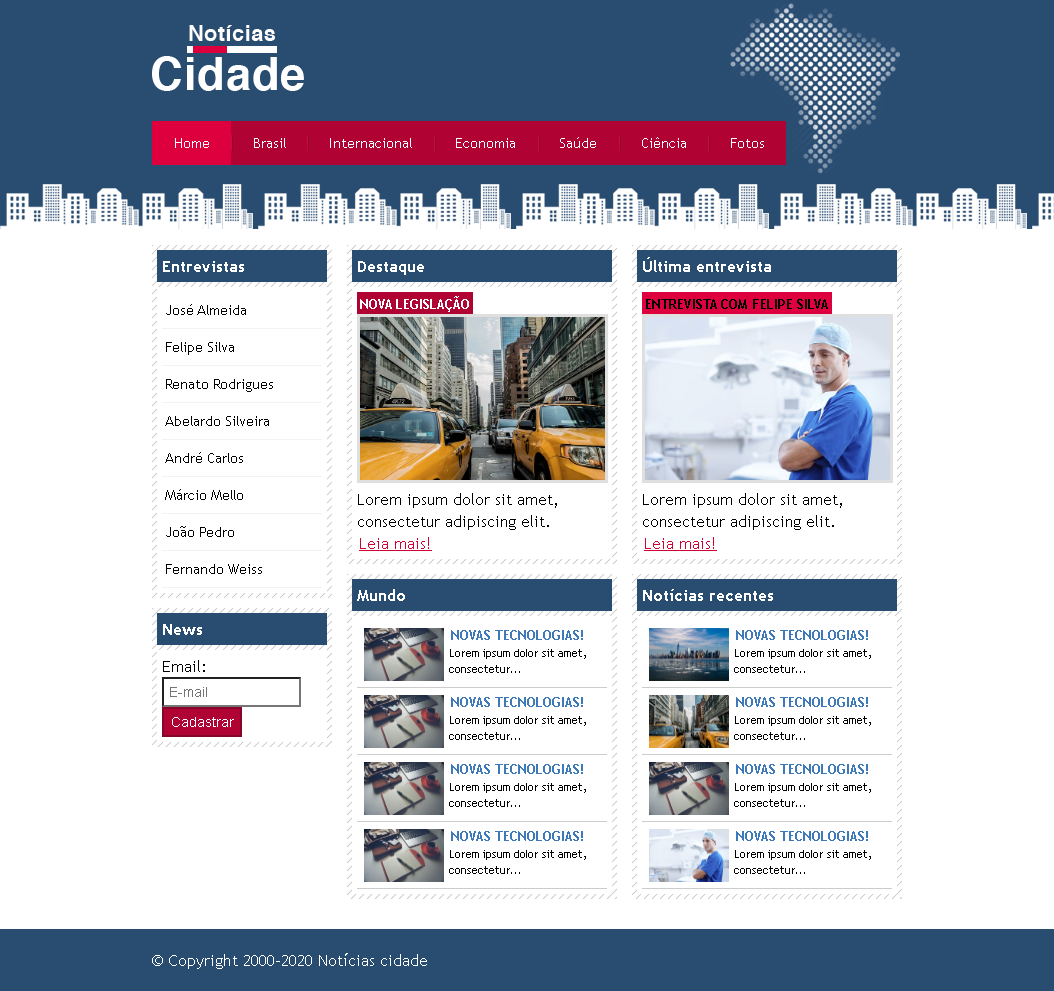 Notícias
Cidade
Home
Brasil
Internacional
Economia
Saúde
Ciência
Fotos
Entrevistas
José Almeida
Felipe Silva
Renato Rodrigues
Abelardo Silveira
André Carlos
Márcio Mello
João Pedro
Fernando Weiss
News
Email:
E-mail
Cadastrar
Destaque
NOVA LEGISLAÇÃO
Lorem ipsum dolor sit amet,
consectetur adipiscing elit.
Leia mais!
Última entrevista
ENTREVISTA COM FELIPE SILVA
Lorem ipsum dolor sit amet,
consectetur adipiscing elit.
Leia mais!
Mundo
NOVAS TECNOLOGIAS!
Lorem ipsum dolor sit amet,
consectetur...
NOVAS TECNOLOGIAS!
Lorem ipsum dolor sit amet,
consectetur...
NOVAS TECNOLOGIAS!
Lorem ipsum dolor sit amet,
consectetur...
NOVAS TECNOLOGIAS!
Lorem ipsum dolor sit amet,
consectetur...
Notícias recentes
NOVAS TECNOLOGIAS!
Lorem ipsum dolor sit amet,
consectetur...
NOVAS TECNOLOGIAS!
Lorem ipsum dolor sit amet,
consectetur...
NOVAS TECNOLOGIAS!
Lorem ipsum dolor sit amet,
consectetur...
NOVAS TECNOLOGIAS!
Lorem ipsum dolor sit amet,
consectetur...
© Copyright 2000-2020 Notícias cidade